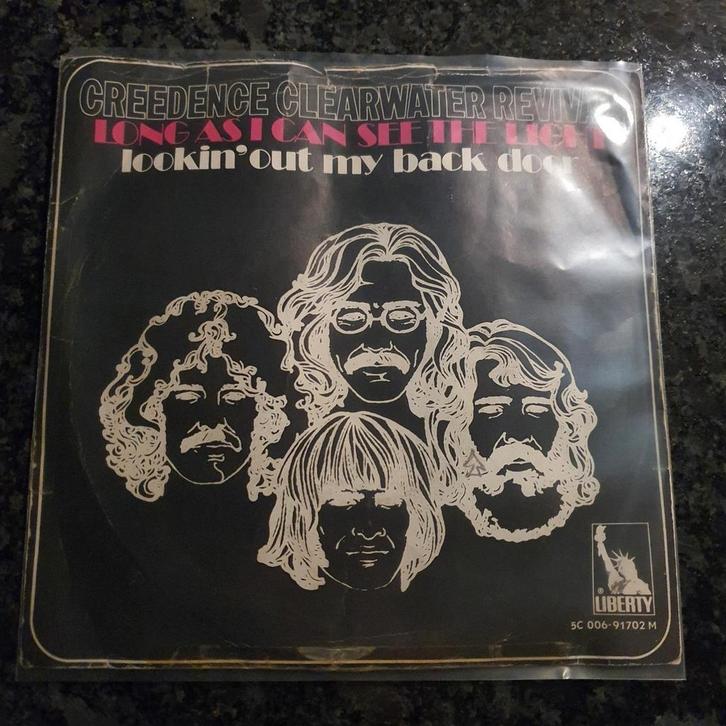 CREEDENCE CLEARWATER REVIVAL
LONG AS I CAN SEE THE LIGHT
lookin' out my back door
LIBERTY
5C 006-91702 M